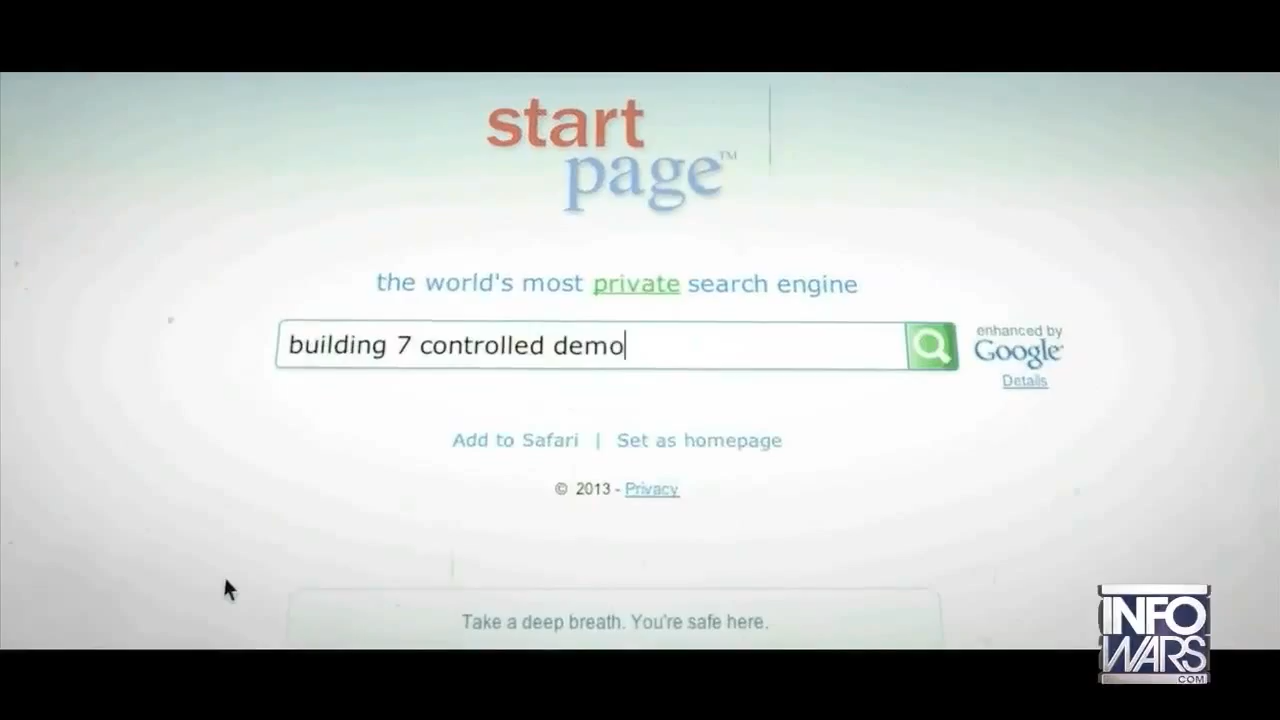 start
page™
the world's most private search engine
building 7 controlled demo
enhanced by
Google
Details
Add to Safari | Set as homepage
© 2013 - Privacy
Take a deep breath. You're safe here.
INFO
WARS
.COM